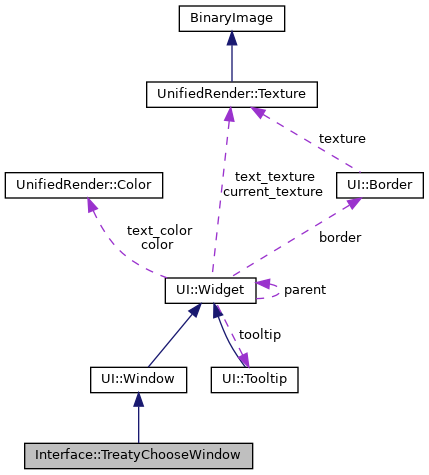 BinaryImage
UnifiedRender::Texture
texture
text_texture
current_texture
UnifiedRender::Color
UI::Border
text_color
color
border
UI::Widget
parent
tooltip
UI::Window
UI::Tooltip
Interface::TreatyChooseWindow